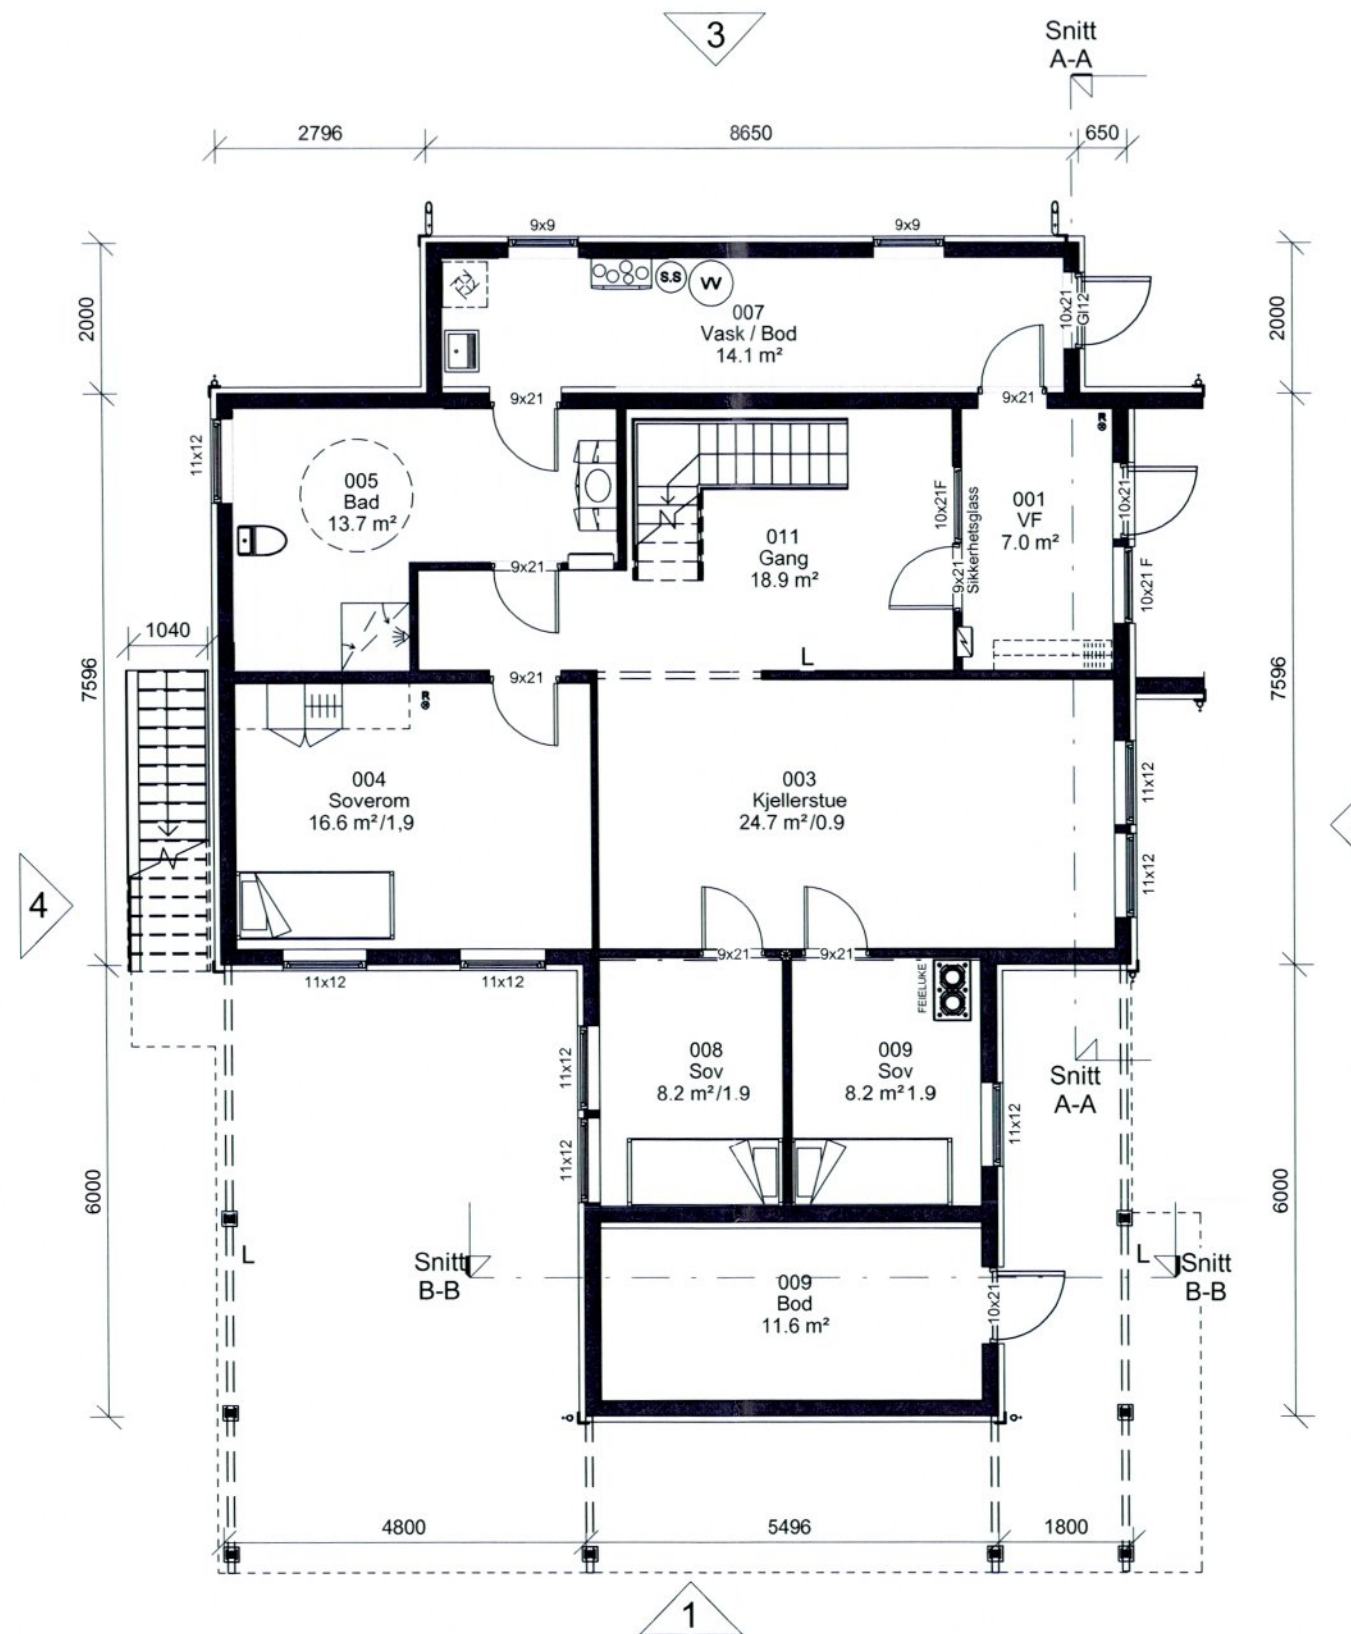 3
Snitt
A-A
2796
8650
650
9x9
9x9
2000
2000
S.S
VV
007
Vask / Bod
14.1 m²
10x21
Gl12
9x21
9x21
11x12
005
Bad
13.7 m²
10x21F
Sikkerhetsglass
001
VF
7.0 m²
10x21
011
Gang
18.9 m²
9x21
9x21
10x21 F
1040
7596
7596
L
9x21
004
Soverom
16.6 m²/1,9
003
Kjellerstue
24.7 m²/0.9
11x12
11x12
4
9x21
9x21
11x12
11x12
FEIELUKE
008
Sov
8.2 m²/1.9
009
Sov
8.2 m²1.9
11x12
11x12
11x12
Snitt
A-A
6000
6000
L
Snitt
B-B
L
Snitt
B-B
009
Bod
11.6 m²
10x21
4800
5496
1800
1